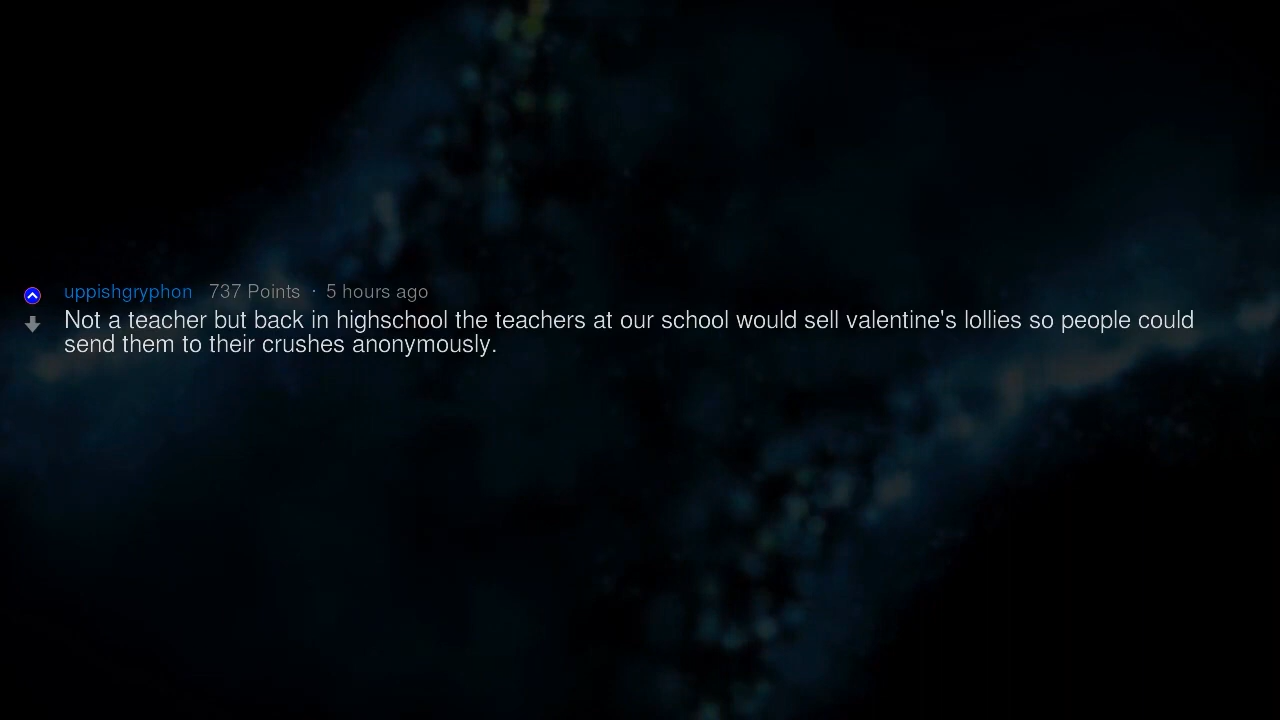 uppishgryphon 737 Points · 5 hours ago
Not a teacher but back in highschool the teachers at our school would sell valentine's lollies so people could
send them to their crushes anonymously.